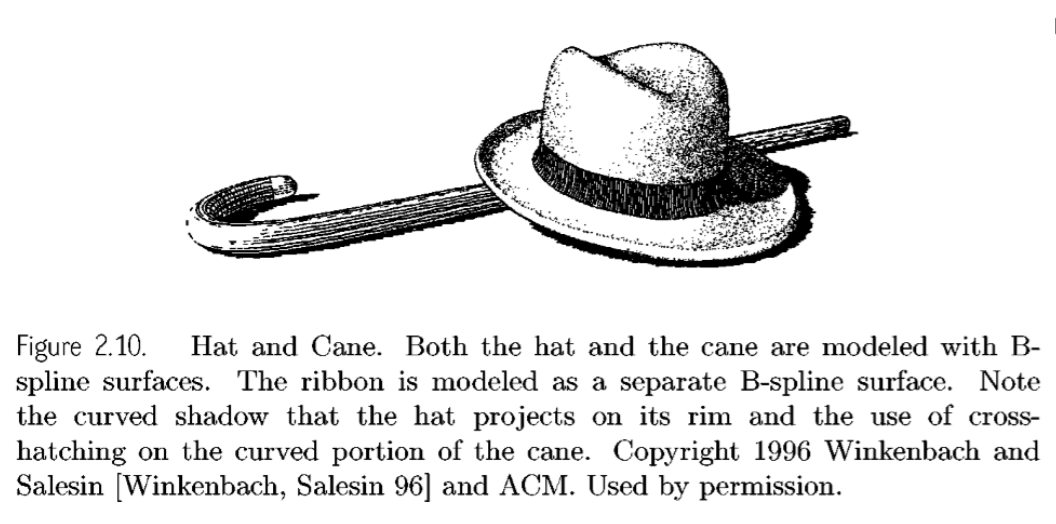 Figure 2.10. Hat and Cane. Both the hat and the cane are modeled with B-
spline surfaces. The ribbon is modeled as a separate B-spline surface. Note
the curved shadow that the hat projects on its rim and the use of cross-
hatching on the curved portion of the cane. Copyright 1996 Winkenbach and
Salesin [Winkenbach, Salesin 96] and ACM. Used by permission.